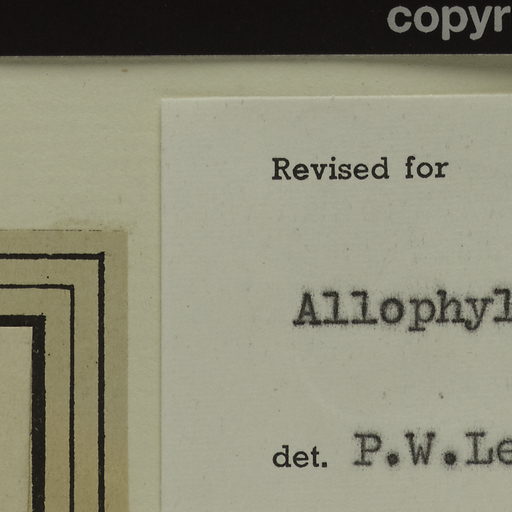 copyr
Revised for
Allophyl
det. P.W.Le